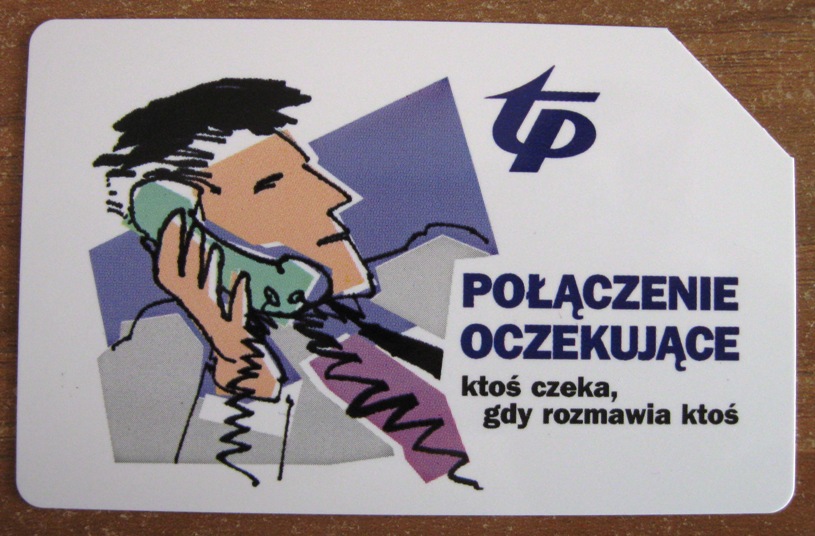 tp
POŁĄCZENIE
OCZEKUJĄCE
ktoś czeka,
gdy rozmawia ktoś